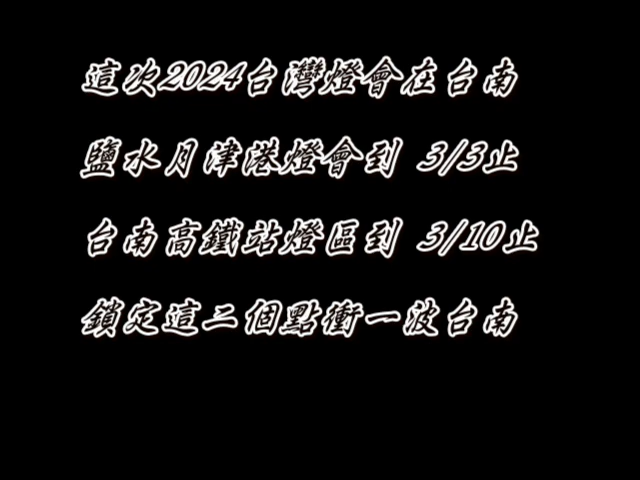 這次2024台灣燈會在台南
鹽水月津港燈會到 3/3止
台南高鐵站燈區到 3/10止
鎖定這二個點衝一波台南